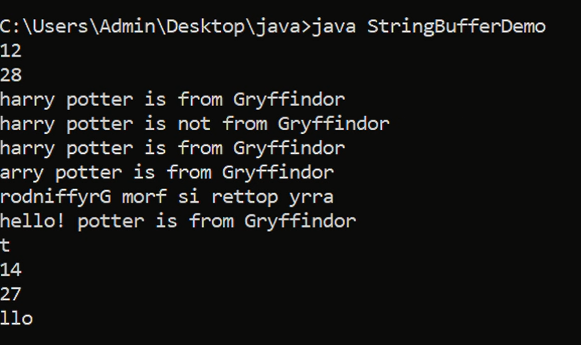 C:\Users\Admin\Desktop\java>java StringBufferDemo
12
28
harry potter is from Gryffindor
harry potter is not from Gryffindor
harry potter is from Gryffindor
arry potter is from Gryffindor
rodniffyrG morf si rettop yrra
hello! potter is from Gryffindor
t
14
27
llo